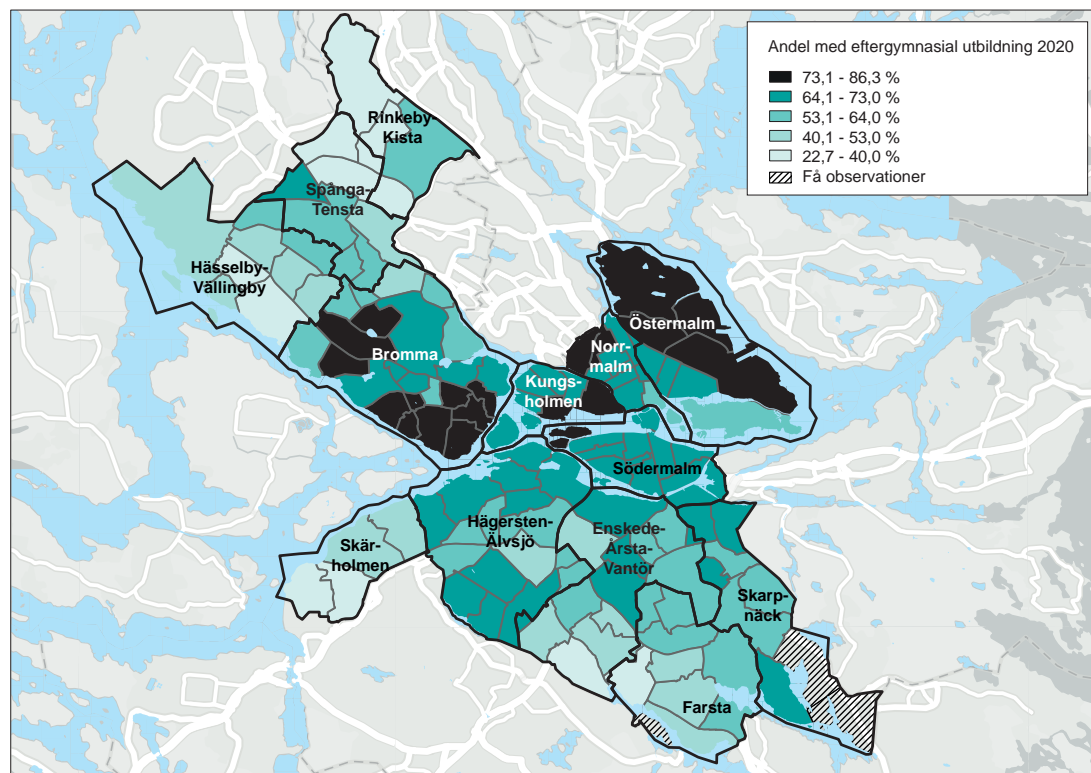 Andel med eftergymnasial utbildning 2020
73,1 - 86,3 %
64,1 - 73,0 %
53,1 - 64,0 %
40,1 - 53,0 %
22,7 - 40,0 %
Få observationer
Rinkeby-
Kista
Spånga-
Tensta
Hässelby-
Vällingby
Bromma
Östermalm
Norr-
malm
Kungs-
holmen
Södermalm
Hägersten-
Älvsjö
Enskede-
Årsta-
Vantör
Skär-
holmen
Skarp-
näck
Farsta